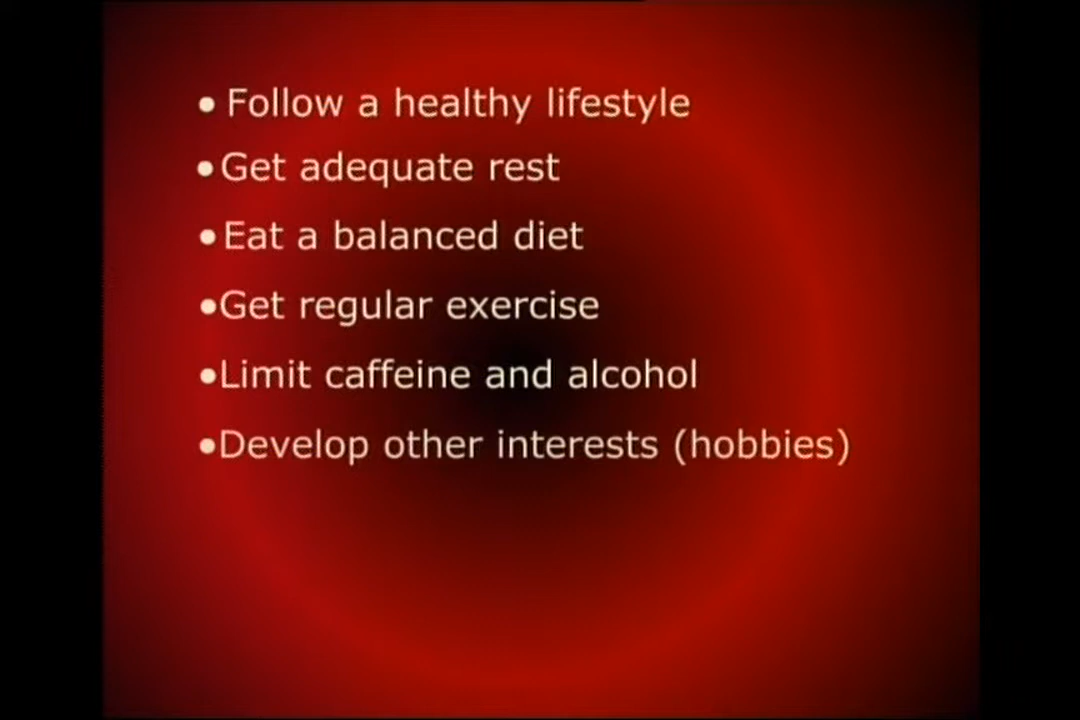 • Follow a healthy lifestyle
• Get adequate rest
• Eat a balanced diet
•Get regular exercise
•Limit caffeine and alcohol
•Develop other interests (hobbies)